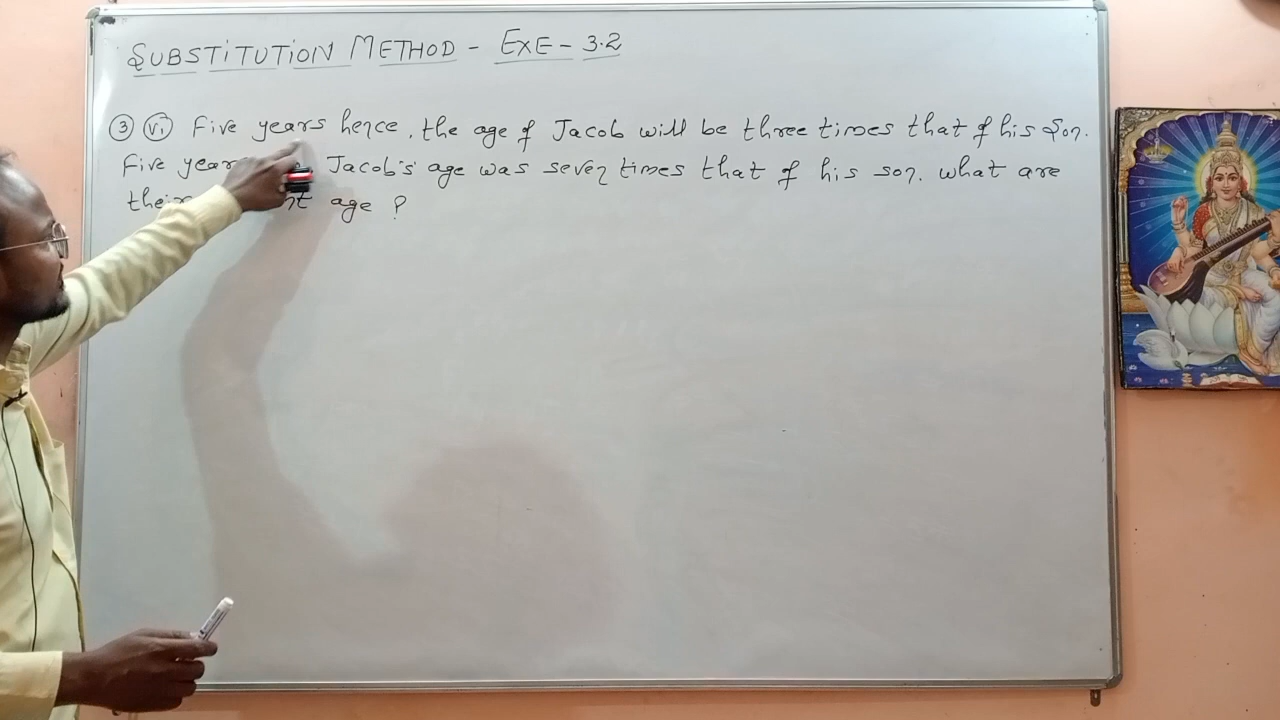 SUBSTITUTION METHOD - EXE - 3.2
③ (vi) Five years hence, the age of Jacob will be three times that of his son.
Five Jacob's age was seven times that of his son. what are
age ?